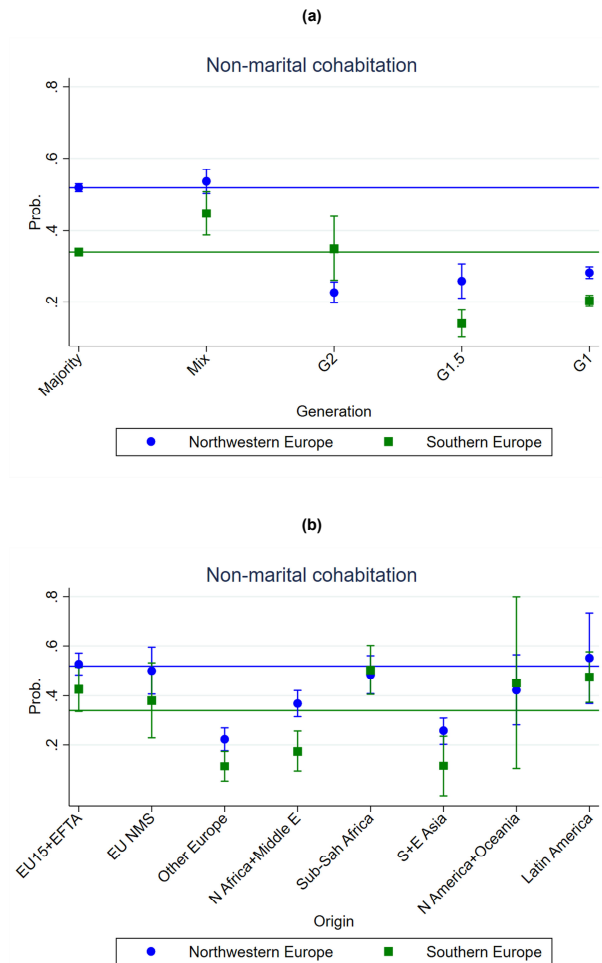 (a)
Non-marital cohabitation
.8
.6
.4
.2
Prob.
Majority
Mix
G2
G1.5
G1
Generation
Northwestern Europe
Southern Europe
(b)
Non-marital cohabitation
.8
.6
.4
.2
Prob.
EU15+EFTA
EU NMS
Other Europe
N Africa+Middle E
Sub-Sah Africa
S+E Asia
N America+Oceania
Latin America
Origin
Northwestern Europe
Southern Europe